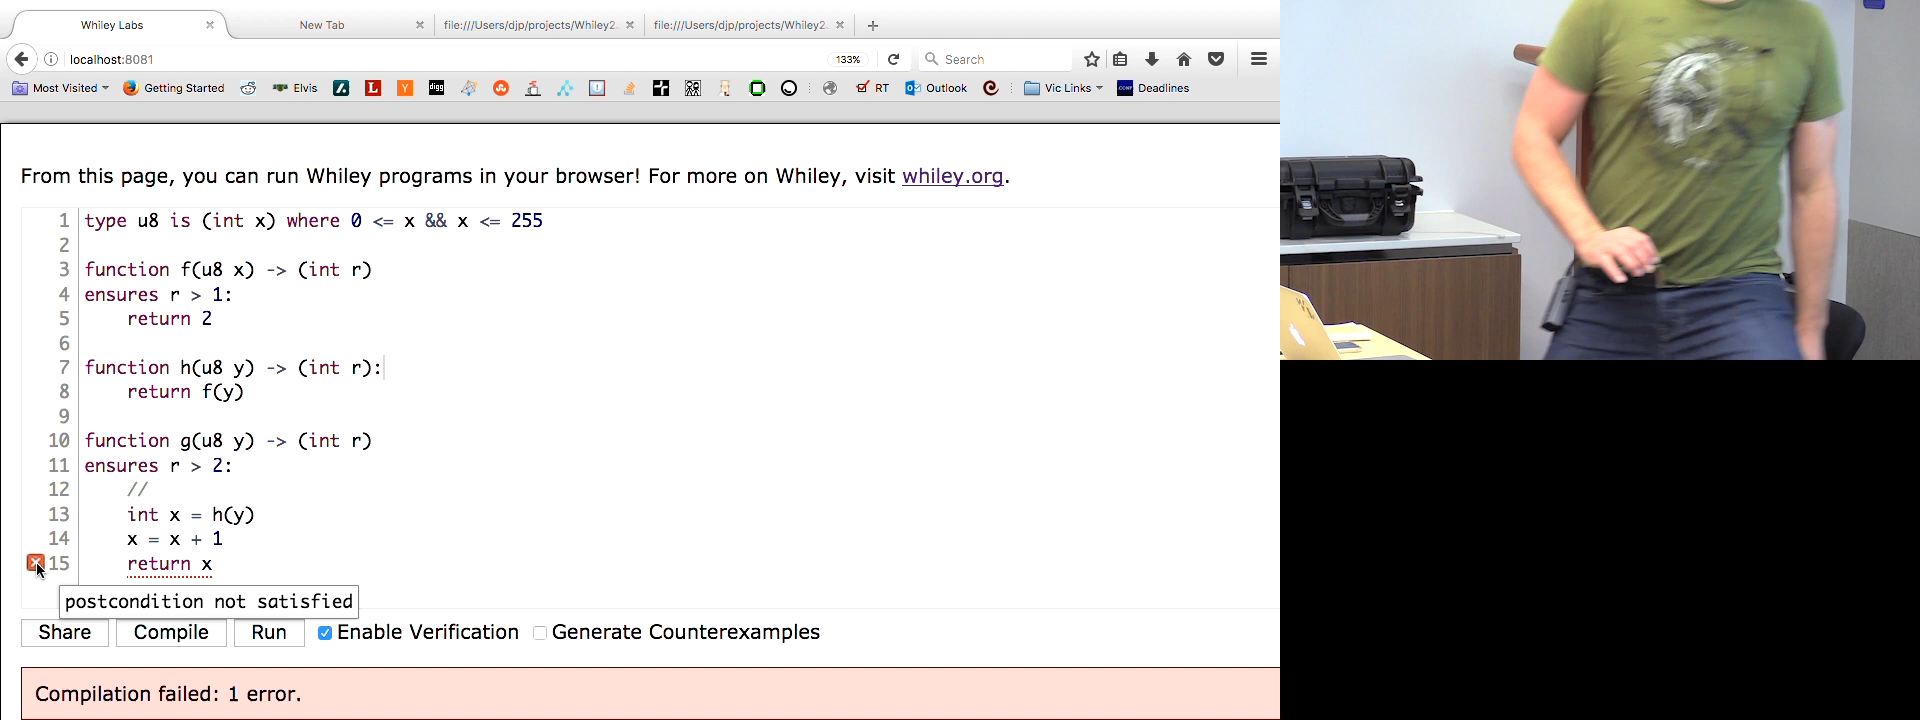 Whiley Labs
New Tab
file:///Users/djp/projects/Whiley2
file:///Users/djp/projects/Whiley2
localhost:8081
133%
Search
Most Visited
Getting Started
Elvis
L
Y
digg
RT
Outlook
Vic Links
Deadlines
From this page, you can run Whiley programs in your browser! For more on Whiley, visit whiley.org.
1 type u8 is (int x) where 0 <= x && x <= 255
2
3 function f(u8 x) -> (int r)
4 ensures r > 1:
5 return 2
6
7 function h(u8 y) -> (int r):
8 return f(y)
9
10 function g(u8 y) -> (int r)
11 ensures r > 2:
12 //
13 int x = h(y)
14 x = x + 1
15 return x
postcondition not satisfied
Share
Compile
Run
Enable Verification
Generate Counterexamples
Compilation failed: 1 error.